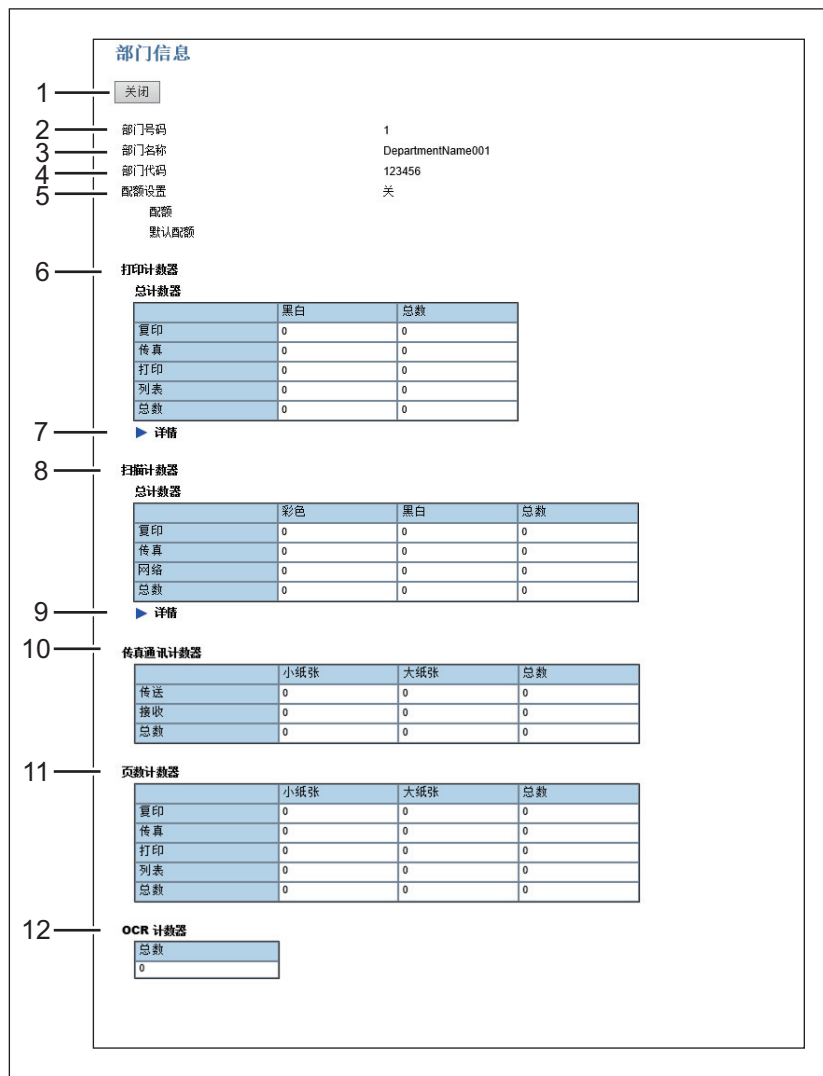 部门信息
1 关闭
2 部门号码 1
3 部门名称 DepartmentName001
4 部门代码 123456
5 配额设置 关
配额
默认配额
6 打印计数器
总计数器
黑白 总数
复印 0 0
传真 0 0
打印 0 0
列表 0 0
总数 0 0
7 详情
8 扫描计数器
总计数器
彩色 黑白 总数
复印 0 0 0
传真 0 0 0
网络 0 0 0
总数 0 0 0
9 详情
10 传真通讯计数器
小纸张 大纸张 总数
传送 0 0 0
接收 0 0 0
总数 0 0 0
11 页数计数器
小纸张 大纸张 总数
复印 0 0 0
传真 0 0 0
打印 0 0 0
列表 0 0 0
总数 0 0 0
12 OCR 计数器
总数
0